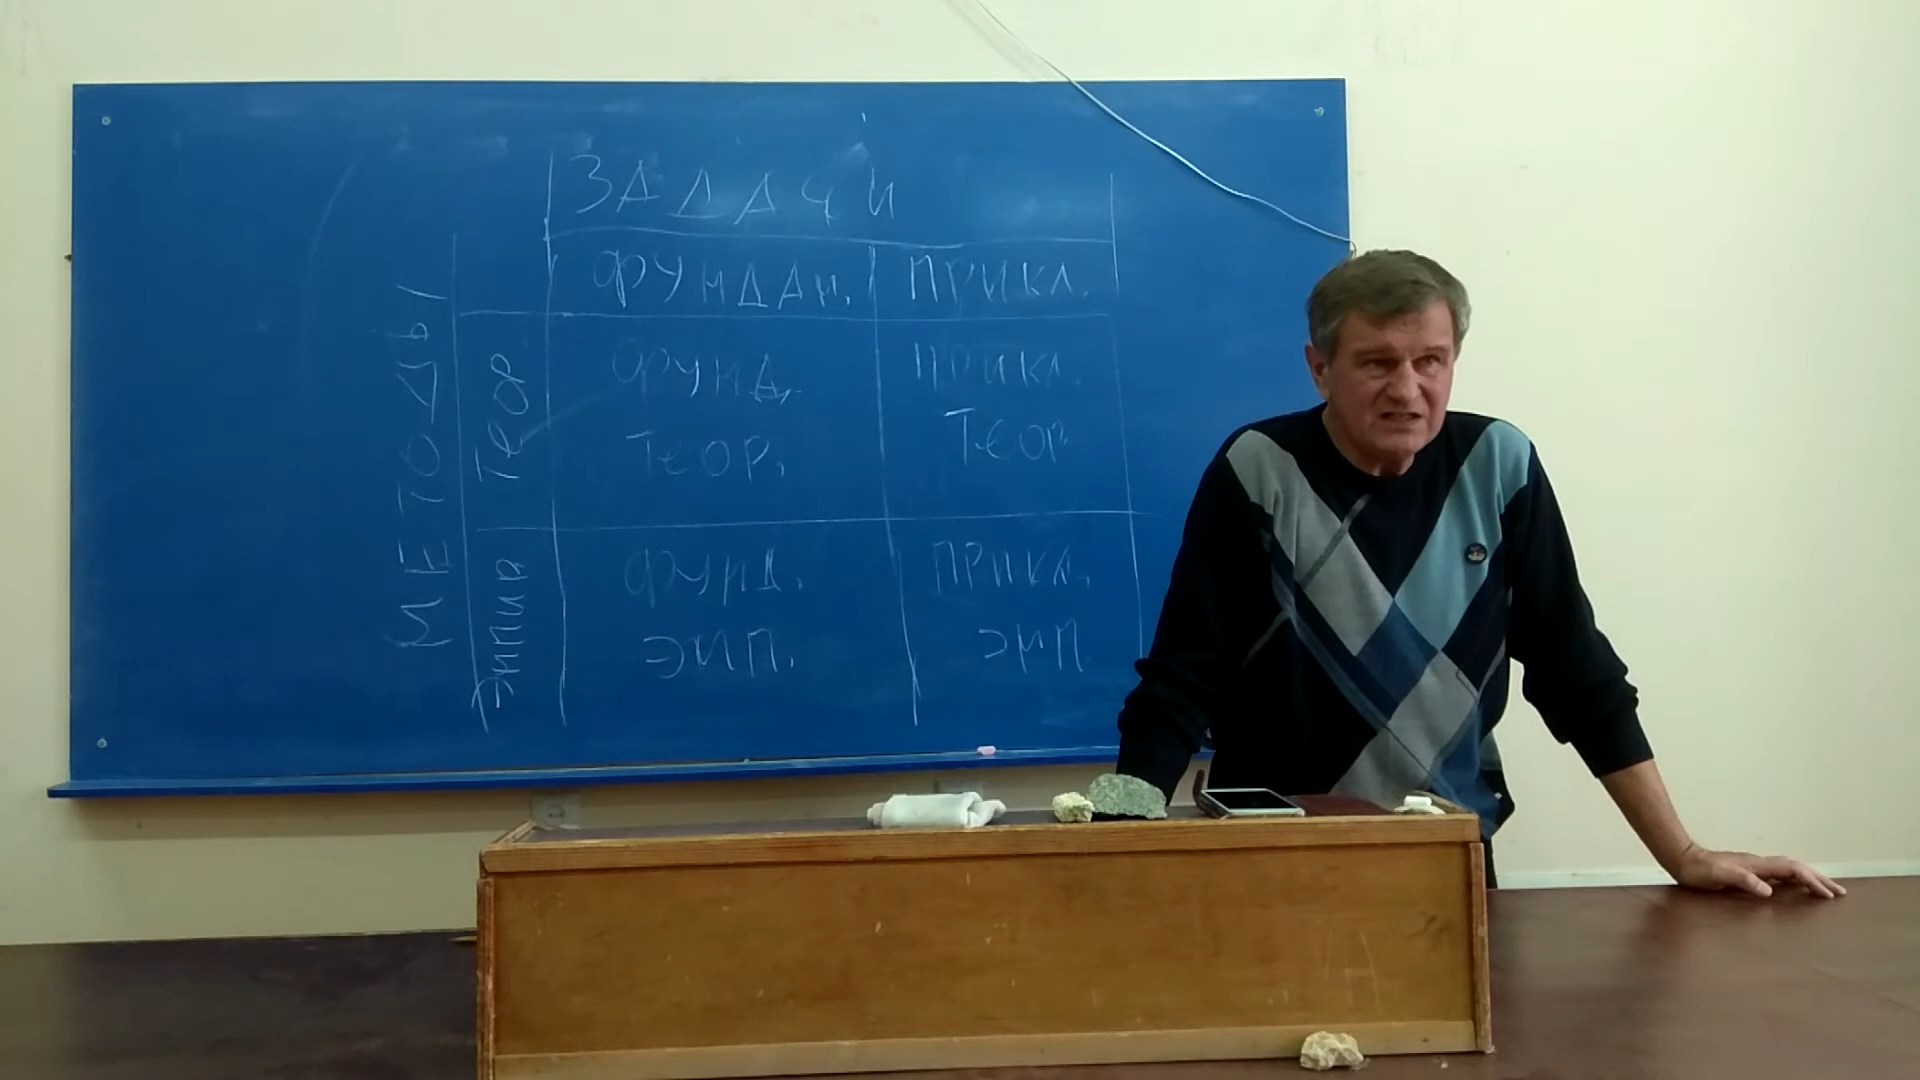 ЗАДАЧИ
ФУНДАМ. ПРИКЛ.
МЕТОДЫ
ТЕОР
ФУНД. ПРИКЛ.
ТЕОР. ТЕОР
ЭМПИР
ФУНД. ПРИКЛ.
ЭМП. ЭМП